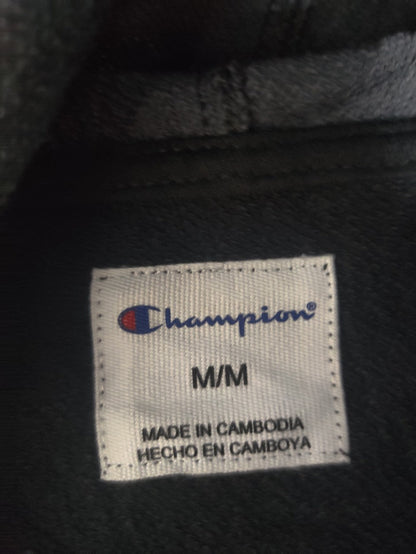 Champion®
M/M
MADE IN CAMBODIA
HECHO EN CAMBOYA